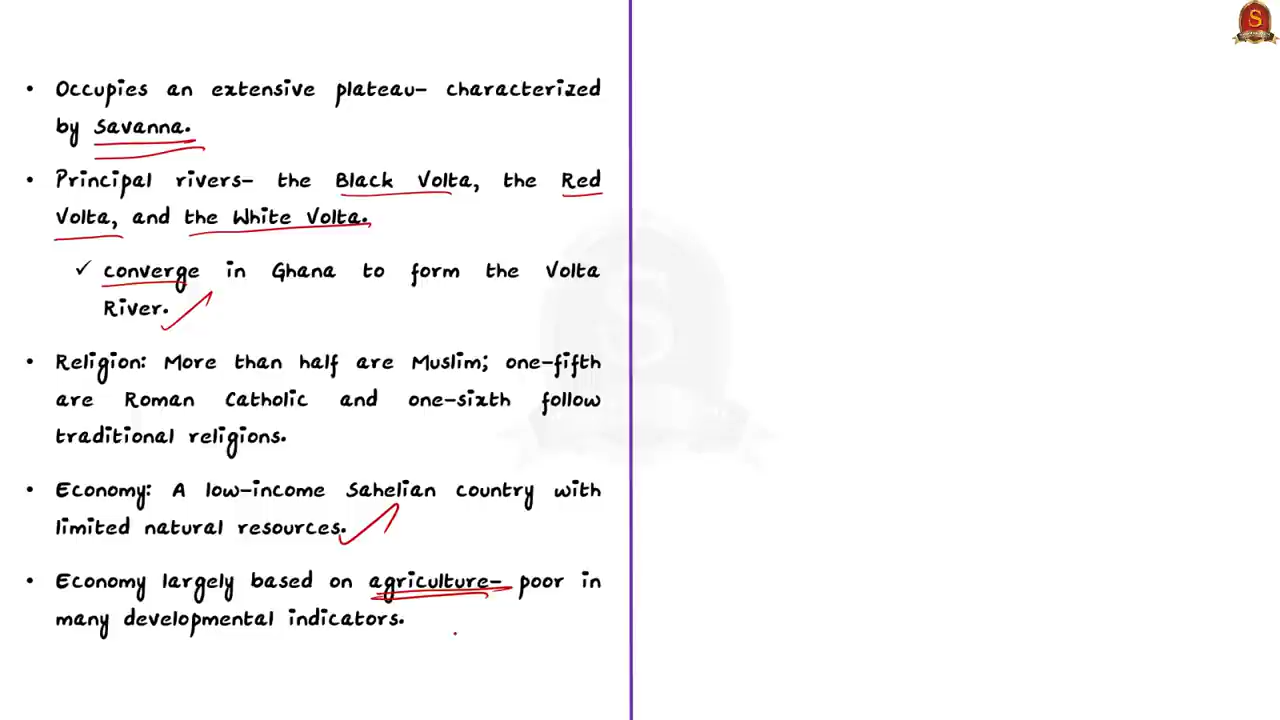 • Occupies an extensive plateau- characterized
by Savanna.
• Principal rivers- the Black Volta, the Red
Volta, and the White Volta.
✓ converge in Ghana to form the Volta
River.
• Religion: More than half are Muslim; one-fifth
are Roman Catholic and one-sixth follow
traditional religions.
• Economy: A low-income Sahelian country with
limited natural resources.
• Economy largely based on agriculture- poor in
many developmental indicators.
S